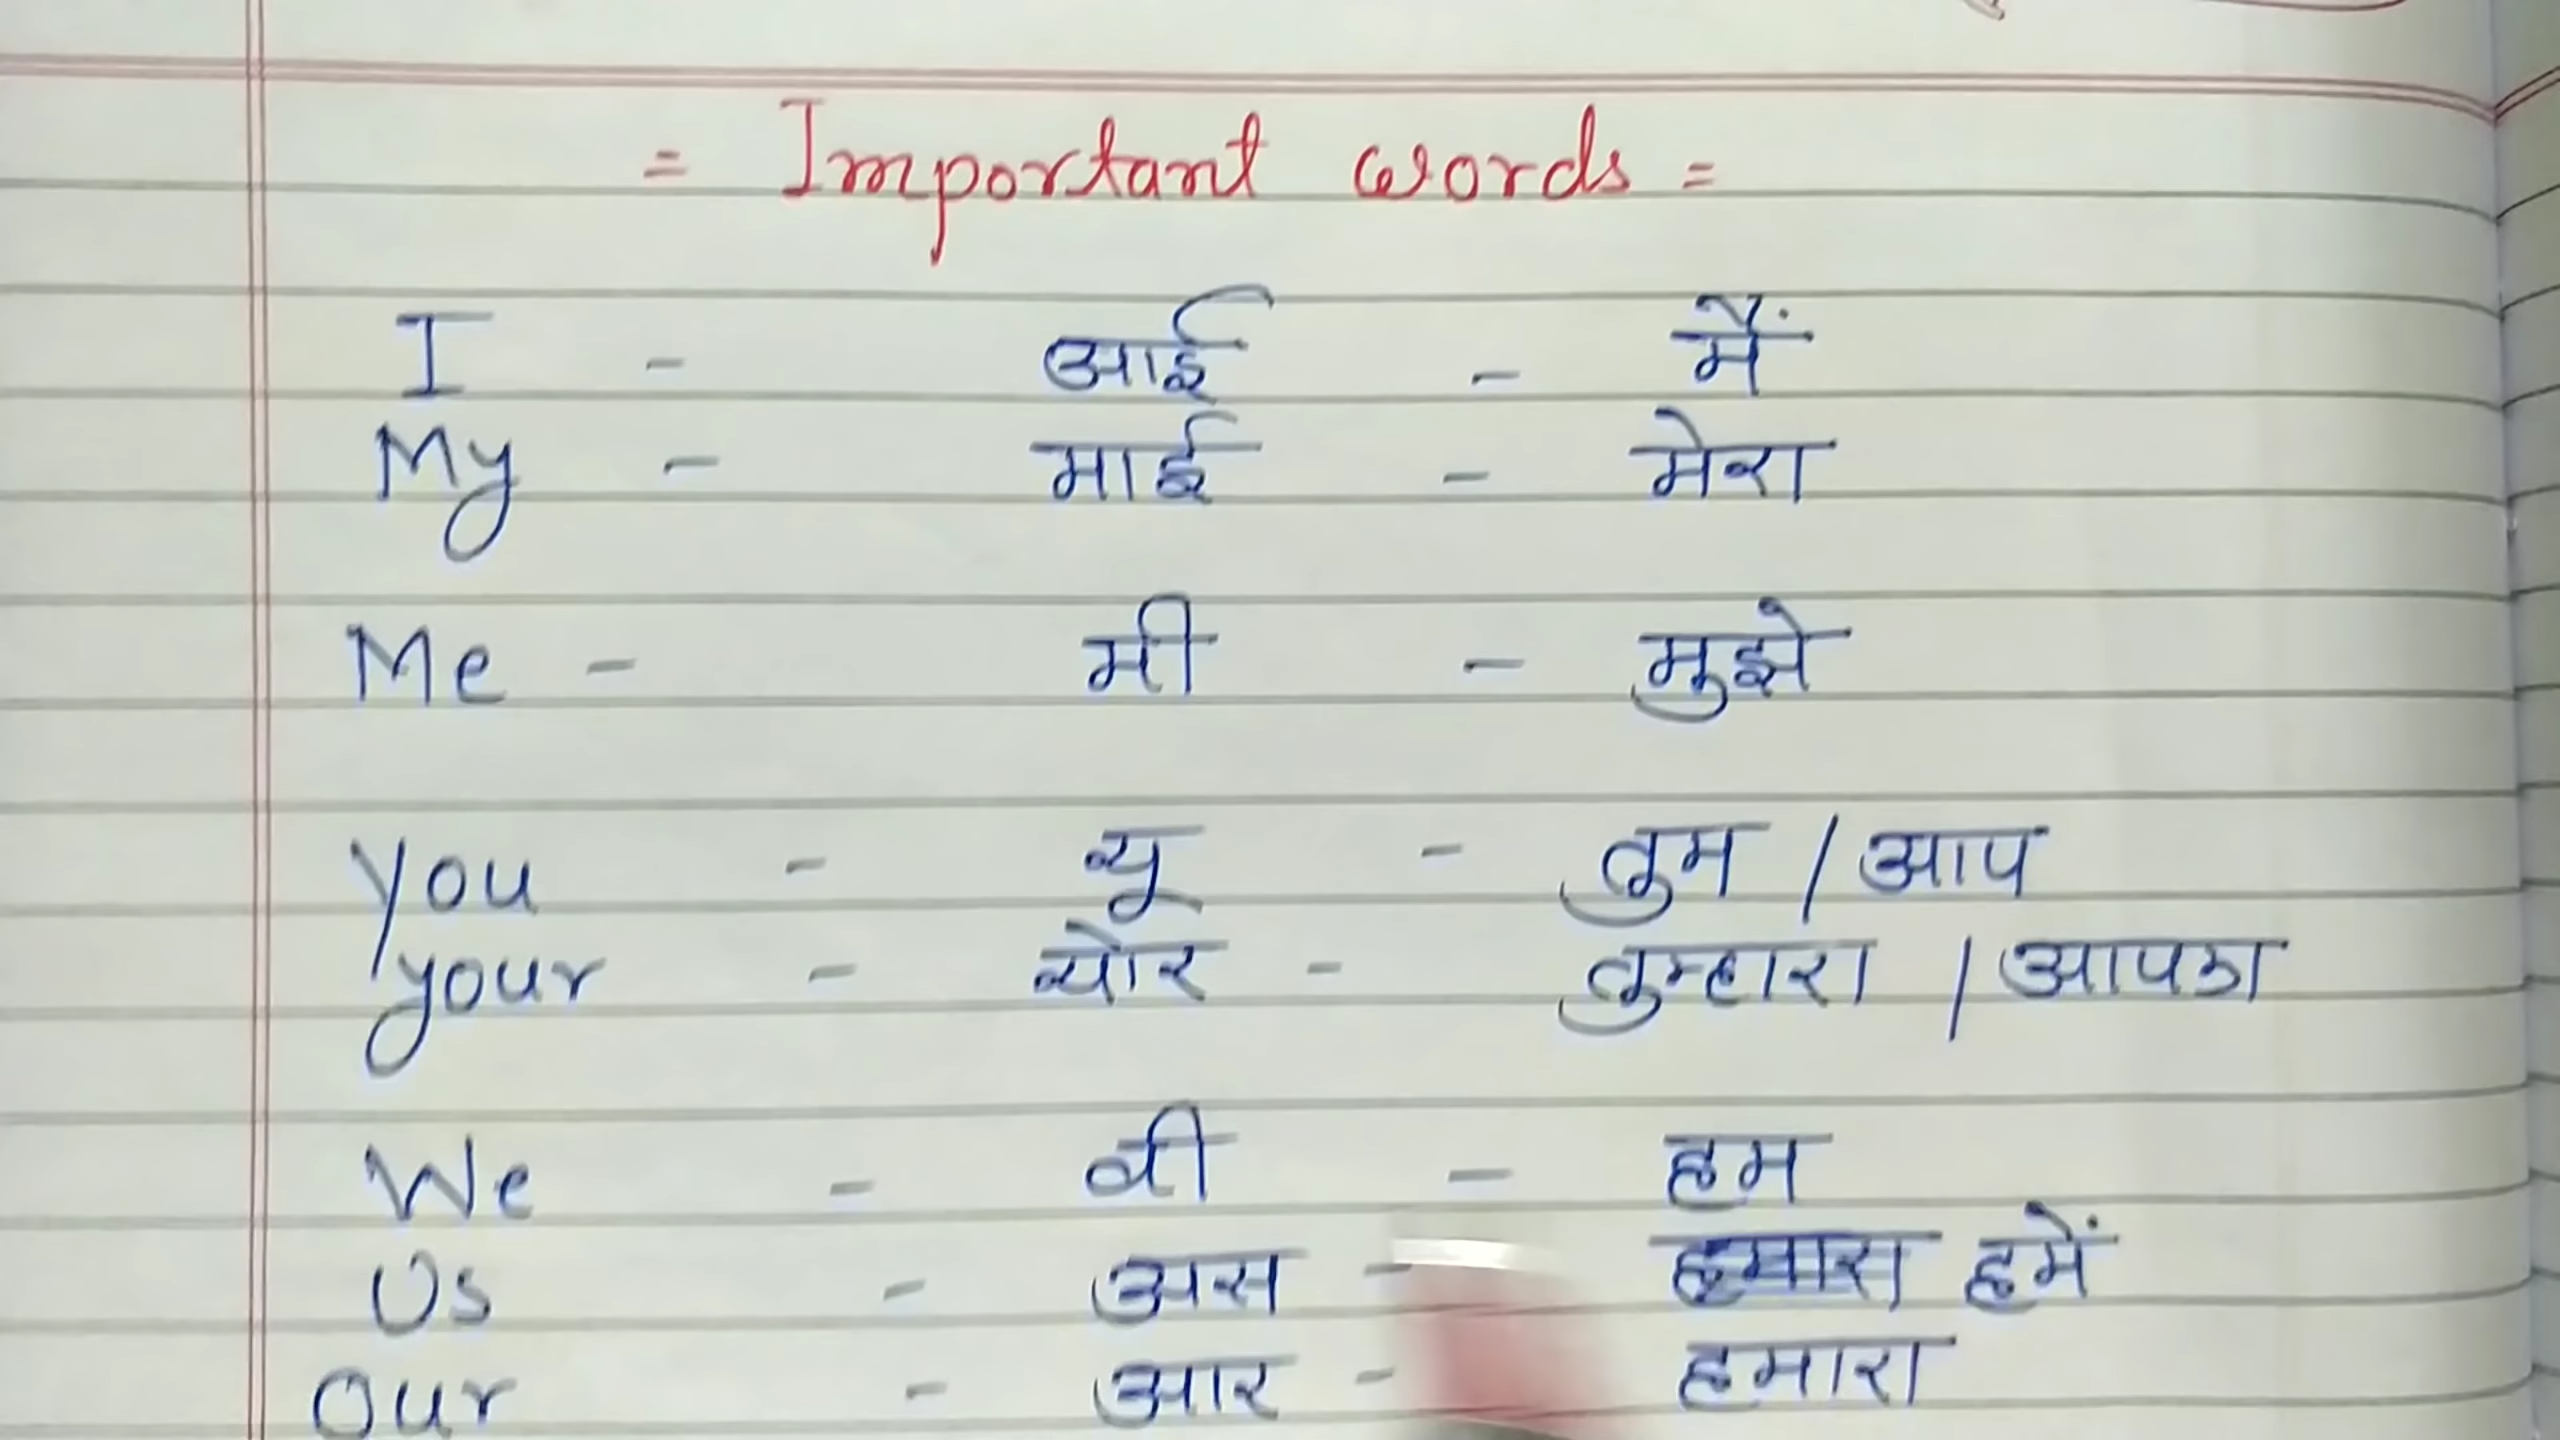 = Important words =
I - आई - मैं
My - माई - मेरा
Me - मी - मुझे
You - यू - तुम / आप
your - योर - तुम्हारा / आपका
We - वी - हम
Us - अस - हमारा हमें
Our - आर - हमारा